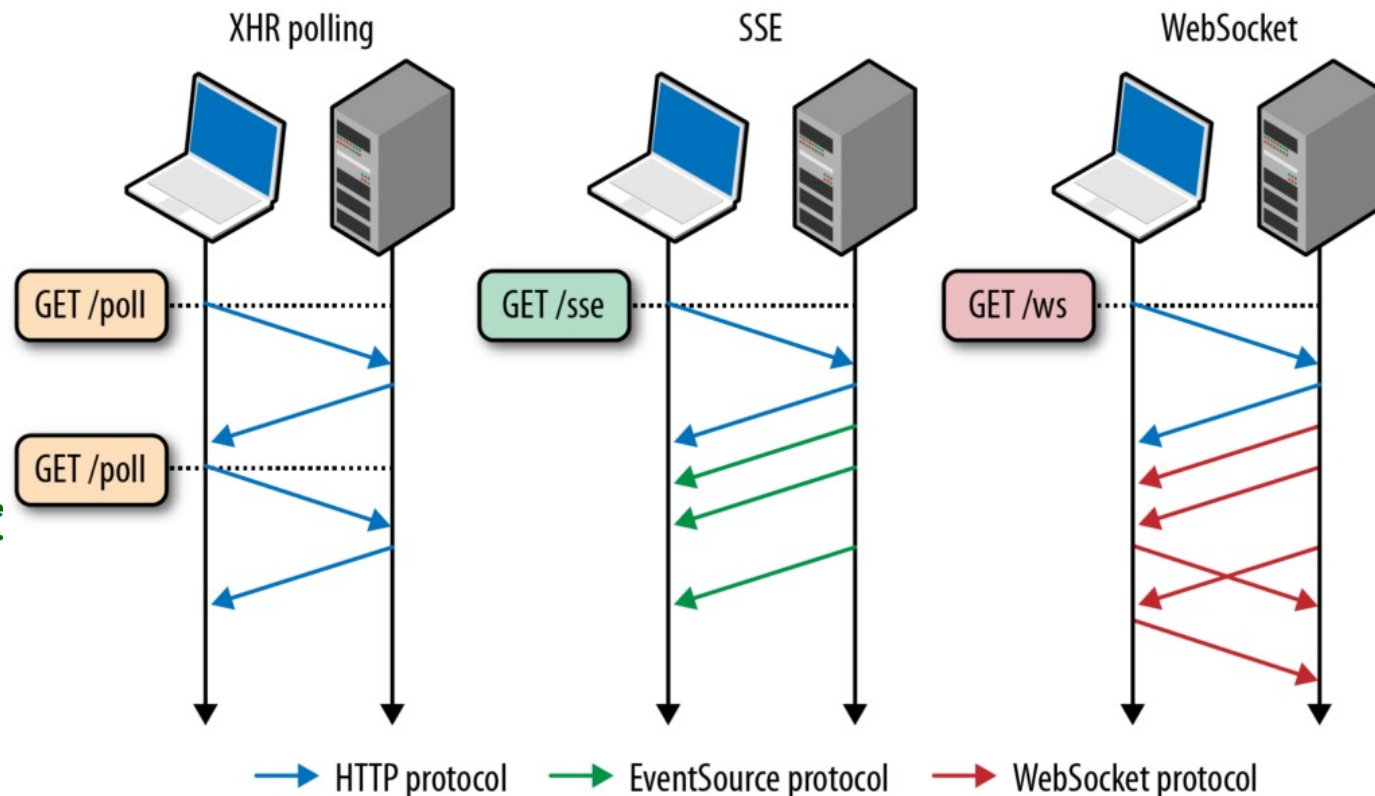 XHR polling
SSE
WebSocket
GET /poll
GET /sse
GET /ws
GET /poll
HTTP protocol
EventSource protocol
WebSocket protocol